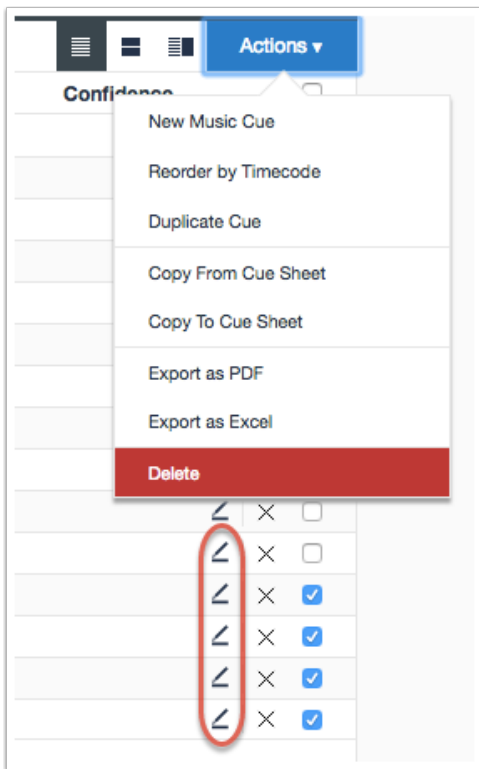 Actions ▾
Confidence
New Music Cue
Reorder by Timecode
Duplicate Cue
Copy From Cue Sheet
Copy To Cue Sheet
Export as PDF
Export as Excel
Delete